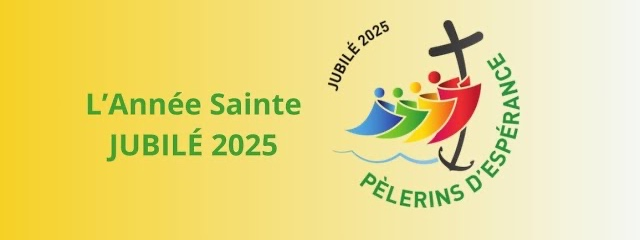 L’Année Sainte
JUBILÉ 2025
JUBILÉ 2025
PÈLERINS D'ESPÉRANCE